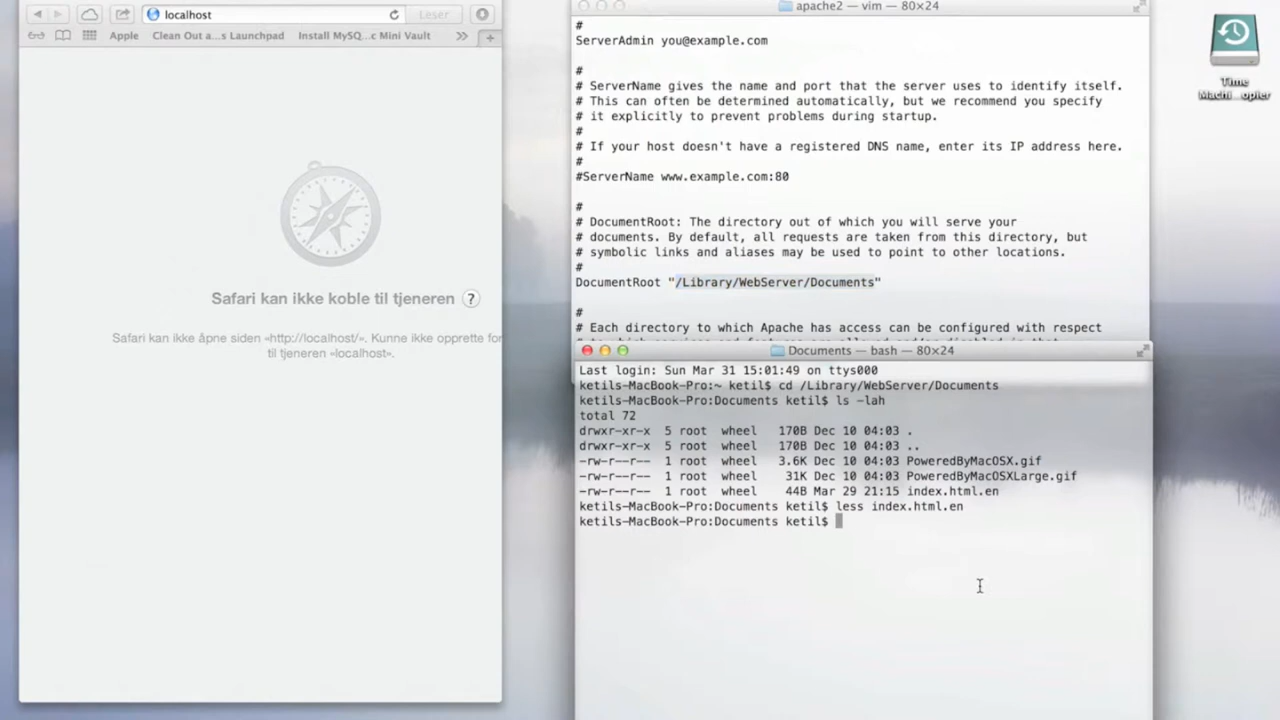 localhost
Leser
Apple
Clean Out a...s Launchpad
Install MySQ...c Mini Vault
Safari kan ikke koble til tjeneren
?
Safari kan ikke åpne siden «http://localhost/». Kunne ikke opprette for
til tjeneren «localhost».
apache2 — vim — 80×24
#
ServerAdmin you@example.com
#
# ServerName gives the name and port that the server uses to identify itself.
# This can often be determined automatically, but we recommend you specify
# it explicitly to prevent problems during startup.
#
# If your host doesn't have a registered DNS name, enter its IP address here.
#
#ServerName www.example.com:80
#
# DocumentRoot: The directory out of which you will serve your
# documents. By default, all requests are taken from this directory, but
# symbolic links and aliases may be used to point to other locations.
#
DocumentRoot "/Library/WebServer/Documents"
#
# Each directory to which Apache has access can be configured with respect
Documents — bash — 80×24
Last login: Sun Mar 31 15:01:49 on ttys000
ketils-MacBook-Pro:~ ketil$ cd /Library/WebServer/Documents
ketils-MacBook-Pro:Documents ketil$ ls -lah
total 72
drwxr-xr-x 5 root wheel 170B Dec 10 04:03 .
drwxr-xr-x 5 root wheel 170B Dec 10 04:03 ..
-rw-r--r-- 1 root wheel 3.6K Dec 10 04:03 PoweredByMacOSX.gif
-rw-r--r-- 1 root wheel 31K Dec 10 04:03 PoweredByMacOSXLarge.gif
-rw-r--r-- 1 root wheel 44B Mar 29 21:15 index.html.en
ketils-MacBook-Pro:Documents ketil$ less index.html.en
ketils-MacBook-Pro:Documents ketil$
Time
Machi...opier